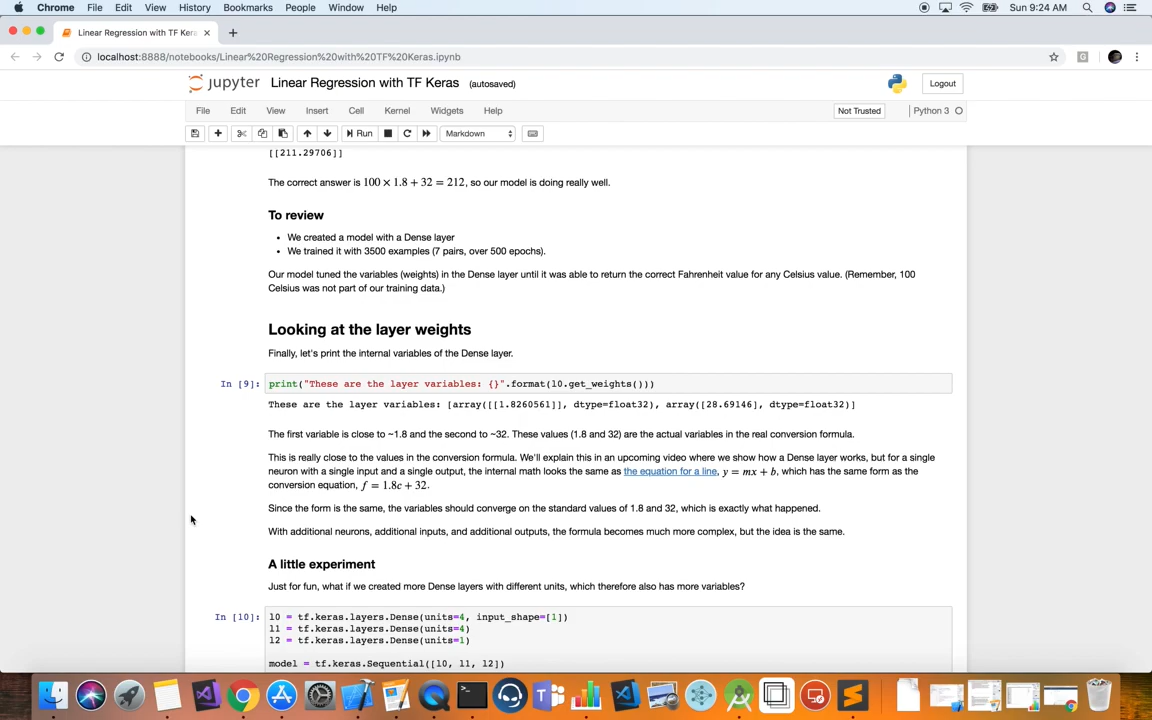 Chrome File Edit View History Bookmarks People Window Help Sun 9:24 AM
Linear Regression with TF Kera
localhost:8888/notebooks/Linear%20Regression%20with%20TF%20Keras.ipynb
jupyter Linear Regression with TF Keras (autosaved) Logout
File Edit View Insert Cell Kernel Widgets Help Not Trusted Python 3
Run Markdown
[[211.29706]]
The correct answer is 100 × 1.8 + 32 = 212, so our model is doing really well.
To review
• We created a model with a Dense layer
• We trained it with 3500 examples (7 pairs, over 500 epochs).
Our model tuned the variables (weights) in the Dense layer until it was able to return the correct Fahrenheit value for any Celsius value. (Remember, 100
Celsius was not part of our training data.)
Looking at the layer weights
Finally, let's print the internal variables of the Dense layer.
In [9]: print("These are the layer variables: {}".format(l0.get_weights()))
These are the layer variables: [array([[1.8260561]], dtype=float32), array([28.69146], dtype=float32)]
The first variable is close to ~1.8 and the second to ~32. These values (1.8 and 32) are the actual variables in the real conversion formula.
This is really close to the values in the conversion formula. We'll explain this in an upcoming video where we show how a Dense layer works, but for a single
neuron with a single input and a single output, the internal math looks the same as the equation for a line, y = mx + b, which has the same form as the
conversion equation, f = 1.8c + 32.
Since the form is the same, the variables should converge on the standard values of 1.8 and 32, which is exactly what happened.
With additional neurons, additional inputs, and additional outputs, the formula becomes much more complex, but the idea is the same.
A little experiment
Just for fun, what if we created more Dense layers with different units, which therefore also has more variables?
In [10]: l0 = tf.keras.layers.Dense(units=4, input_shape=[1])
l1 = tf.keras.layers.Dense(units=4)
l2 = tf.keras.layers.Dense(units=1)
model = tf.keras.Sequential([l0, l1, l2])